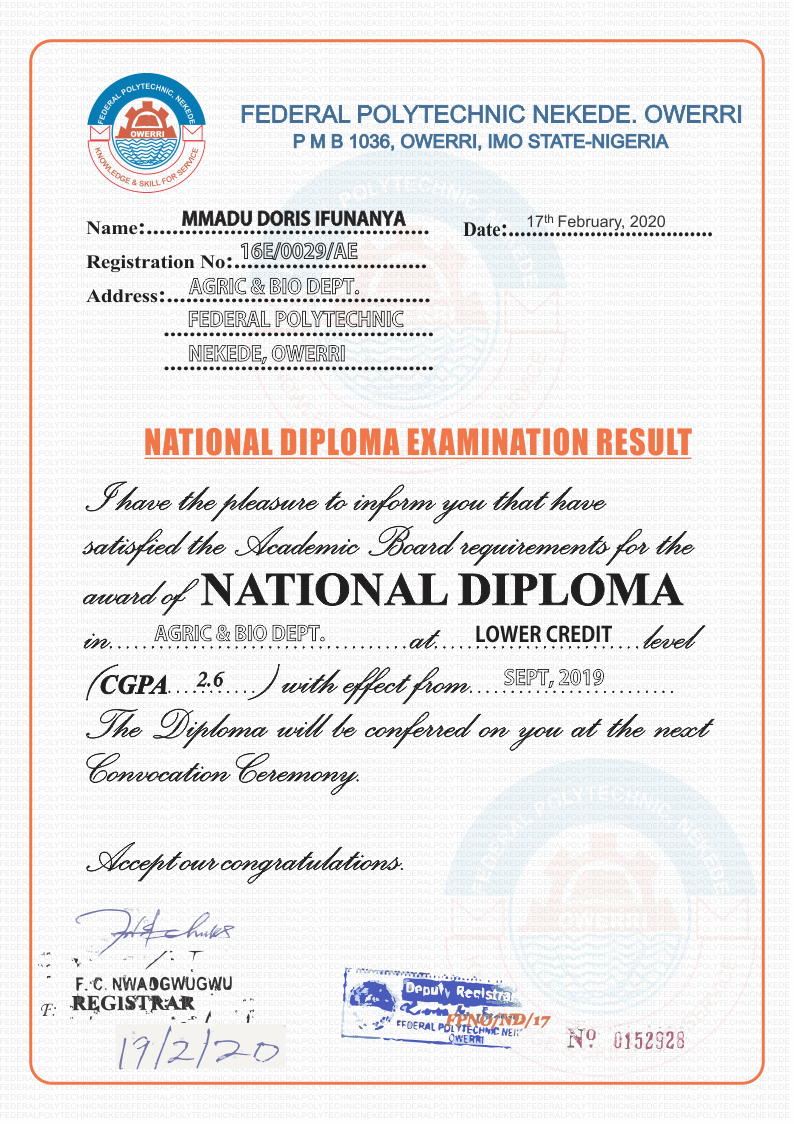 FEDERAL POLYTECHNIC, NEKEDE
OWERRI
KNOWLEDGE & SKILL FOR SERVICE
FEDERAL POLYTECHNIC NEKEDE. OWERRI
P M B 1036, OWERRI, IMO STATE-NIGERIA
Name: MMADU DORIS IFUNANYA Date: 17th February, 2020
Registration No: 16E/0029/AE
Address: AGRIC & BIO DEPT.
FEDERAL POLYTECHNIC
NEKEDE, OWERRI
NATIONAL DIPLOMA EXAMINATION RESULT
I have the pleasure to inform you that have
satisfied the Academic Board requirements for the
award of NATIONAL DIPLOMA
in AGRIC & BIO DEPT. at LOWER CREDIT level
(CGPA 2.6) with effect from SEPT, 2019
The Diploma will be conferred on you at the next
Convocation Ceremony.
Accept our congratulations.
F. C. NWAOGWUGWU
REGISTRAR
19/2/20
Deputy Registrar
FPNO/ND/17
FEDERAL POLYTECHNIC NEK
OWERRI
Nº 0152928